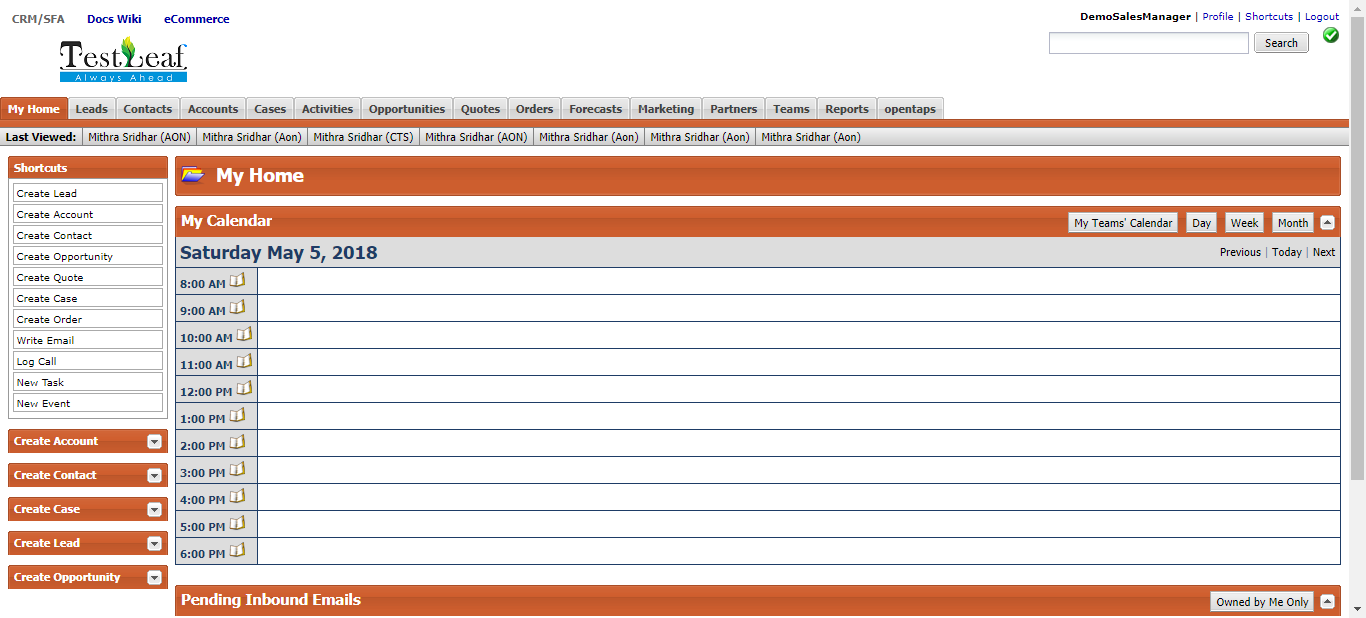 CRM/SFA Docs Wiki eCommerce
DemoSalesManager | Profile | Shortcuts | Logout
Search
TestLeaf
Always Ahead
My Home Leads Contacts Accounts Cases Activities Opportunities Quotes Orders Forecasts Marketing Partners Teams Reports opentaps
Last Viewed: Mithra Sridhar (AON) Mithra Sridhar (Aon) Mithra Sridhar (CTS) Mithra Sridhar (AON) Mithra Sridhar (Aon) Mithra Sridhar (Aon) Mithra Sridhar (Aon)
Shortcuts
Create Lead
Create Account
Create Contact
Create Opportunity
Create Quote
Create Case
Create Order
Write Email
Log Call
New Task
New Event
Create Account
Create Contact
Create Case
Create Lead
Create Opportunity
My Home
My Calendar
My Teams' Calendar Day Week Month
Saturday May 5, 2018
Previous | Today | Next
8:00 AM
9:00 AM
10:00 AM
11:00 AM
12:00 PM
1:00 PM
2:00 PM
3:00 PM
4:00 PM
5:00 PM
6:00 PM
Pending Inbound Emails
Owned by Me Only